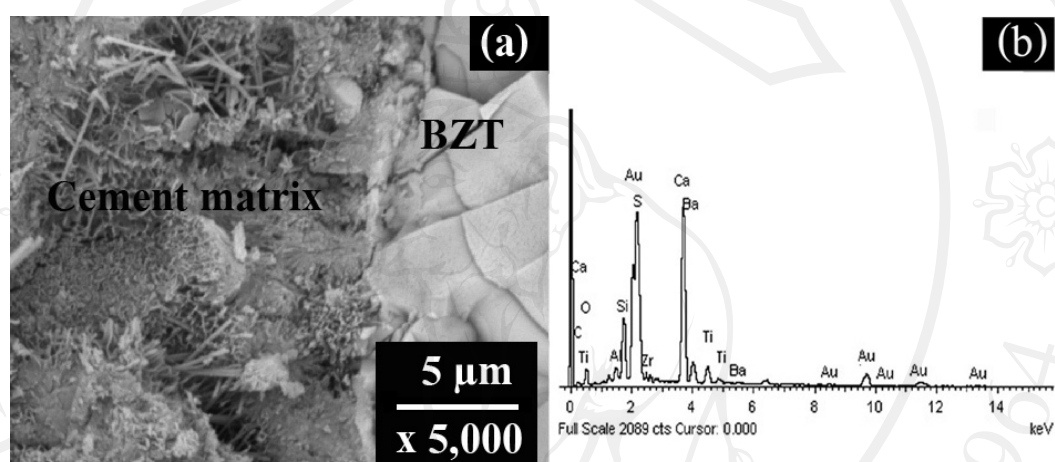 (a)
BZT
Cement matrix
5 µm
x 5,000
(b)
Au
S
Ca
Ba
Ca
O
C
Ti
Al
Si
Zr
Ti
Ti
Ba
Au
Au
Au
Au
Au
0 2 4 6 8 10 12 14
Full Scale 2089 cts Cursor: 0.000 keV